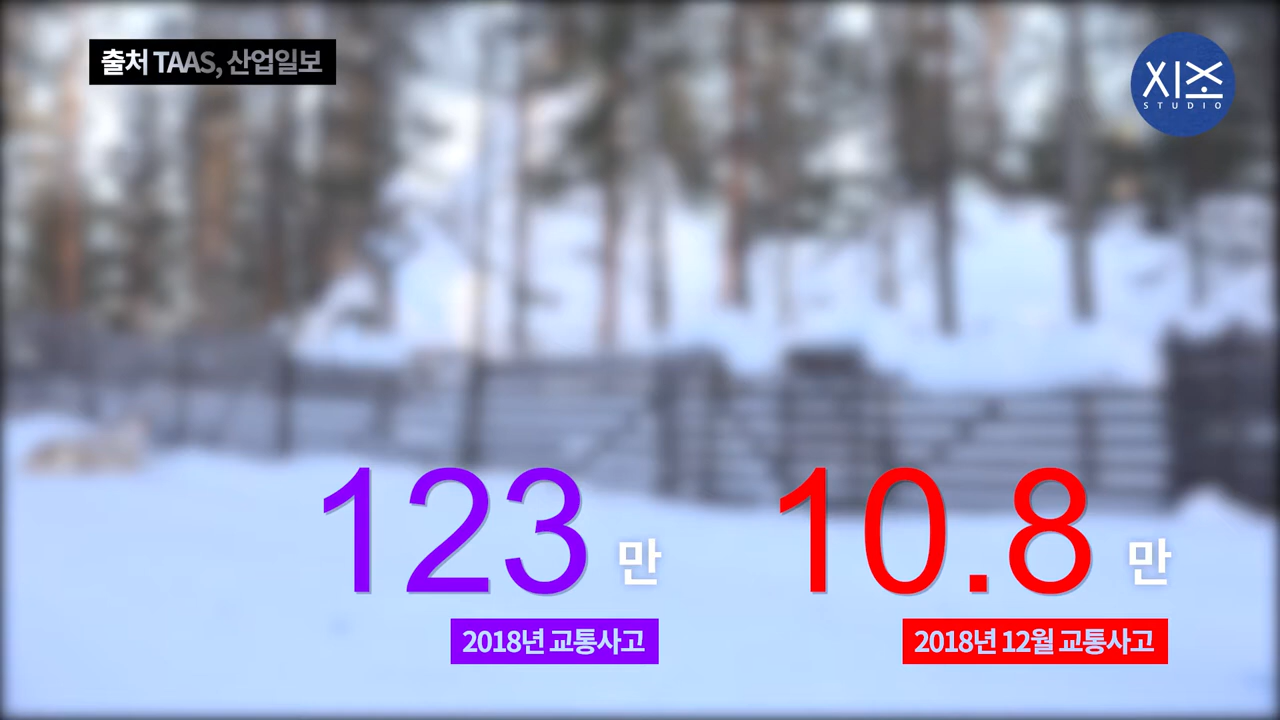 출처 TAAS, 산업일보
지조
STUDIO
123 만
10.8 만
2018년 교통사고
2018년 12월 교통사고